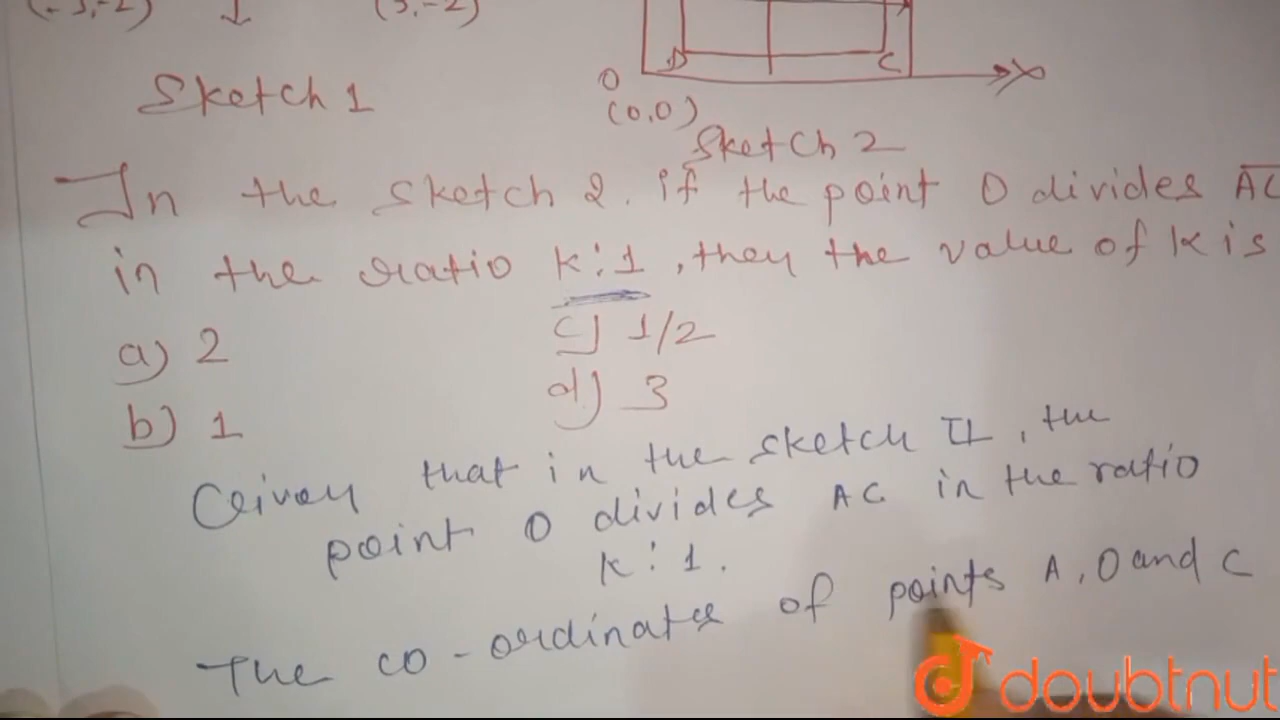 (-3,-2) (3,-2)
D C
O X
(0,0)
Sketch 1
Sketch 2
In the sketch 2. if the point O divides AC
in the ratio k:1, then the value of k is
a) 2 c) 1/2
b) 1 d) 3
Given that in the sketch II, the
point O divides AC in the ratio
k:1.
The co-ordinates of points A, O and C
doubtnut